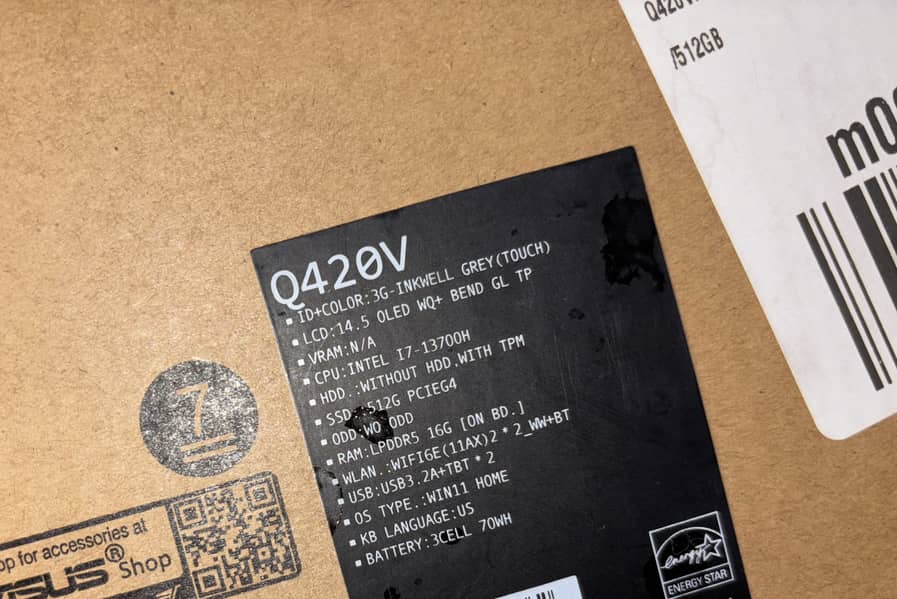 /512GB
Q420V
▪ ID+COLOR:3G-INKWELL GREY(TOUCH)
▪ LCD:14.5 OLED WQ+ BEND GL TP
▪ VRAM:N/A
▪ CPU:INTEL I7-13700H
▪ HDD.:WITHOUT HDD,WITH TPM
▪ SSD 512G PCIEG4
▪ ODD:WO ODD
▪ RAM:LPDDR5 16G [ON BD.]
▪ WLAN.:WIFI6E(11AX)2*2_WW+BT
▪ USB:USB3.2A+TBT*2
▪ OS TYPE.:WIN11 HOME
▪ KB LANGUAGE:US
▪ BATTERY:3CELL 70WH
7
for accessories at
ASUS® Shop
energy
ENERGY STAR